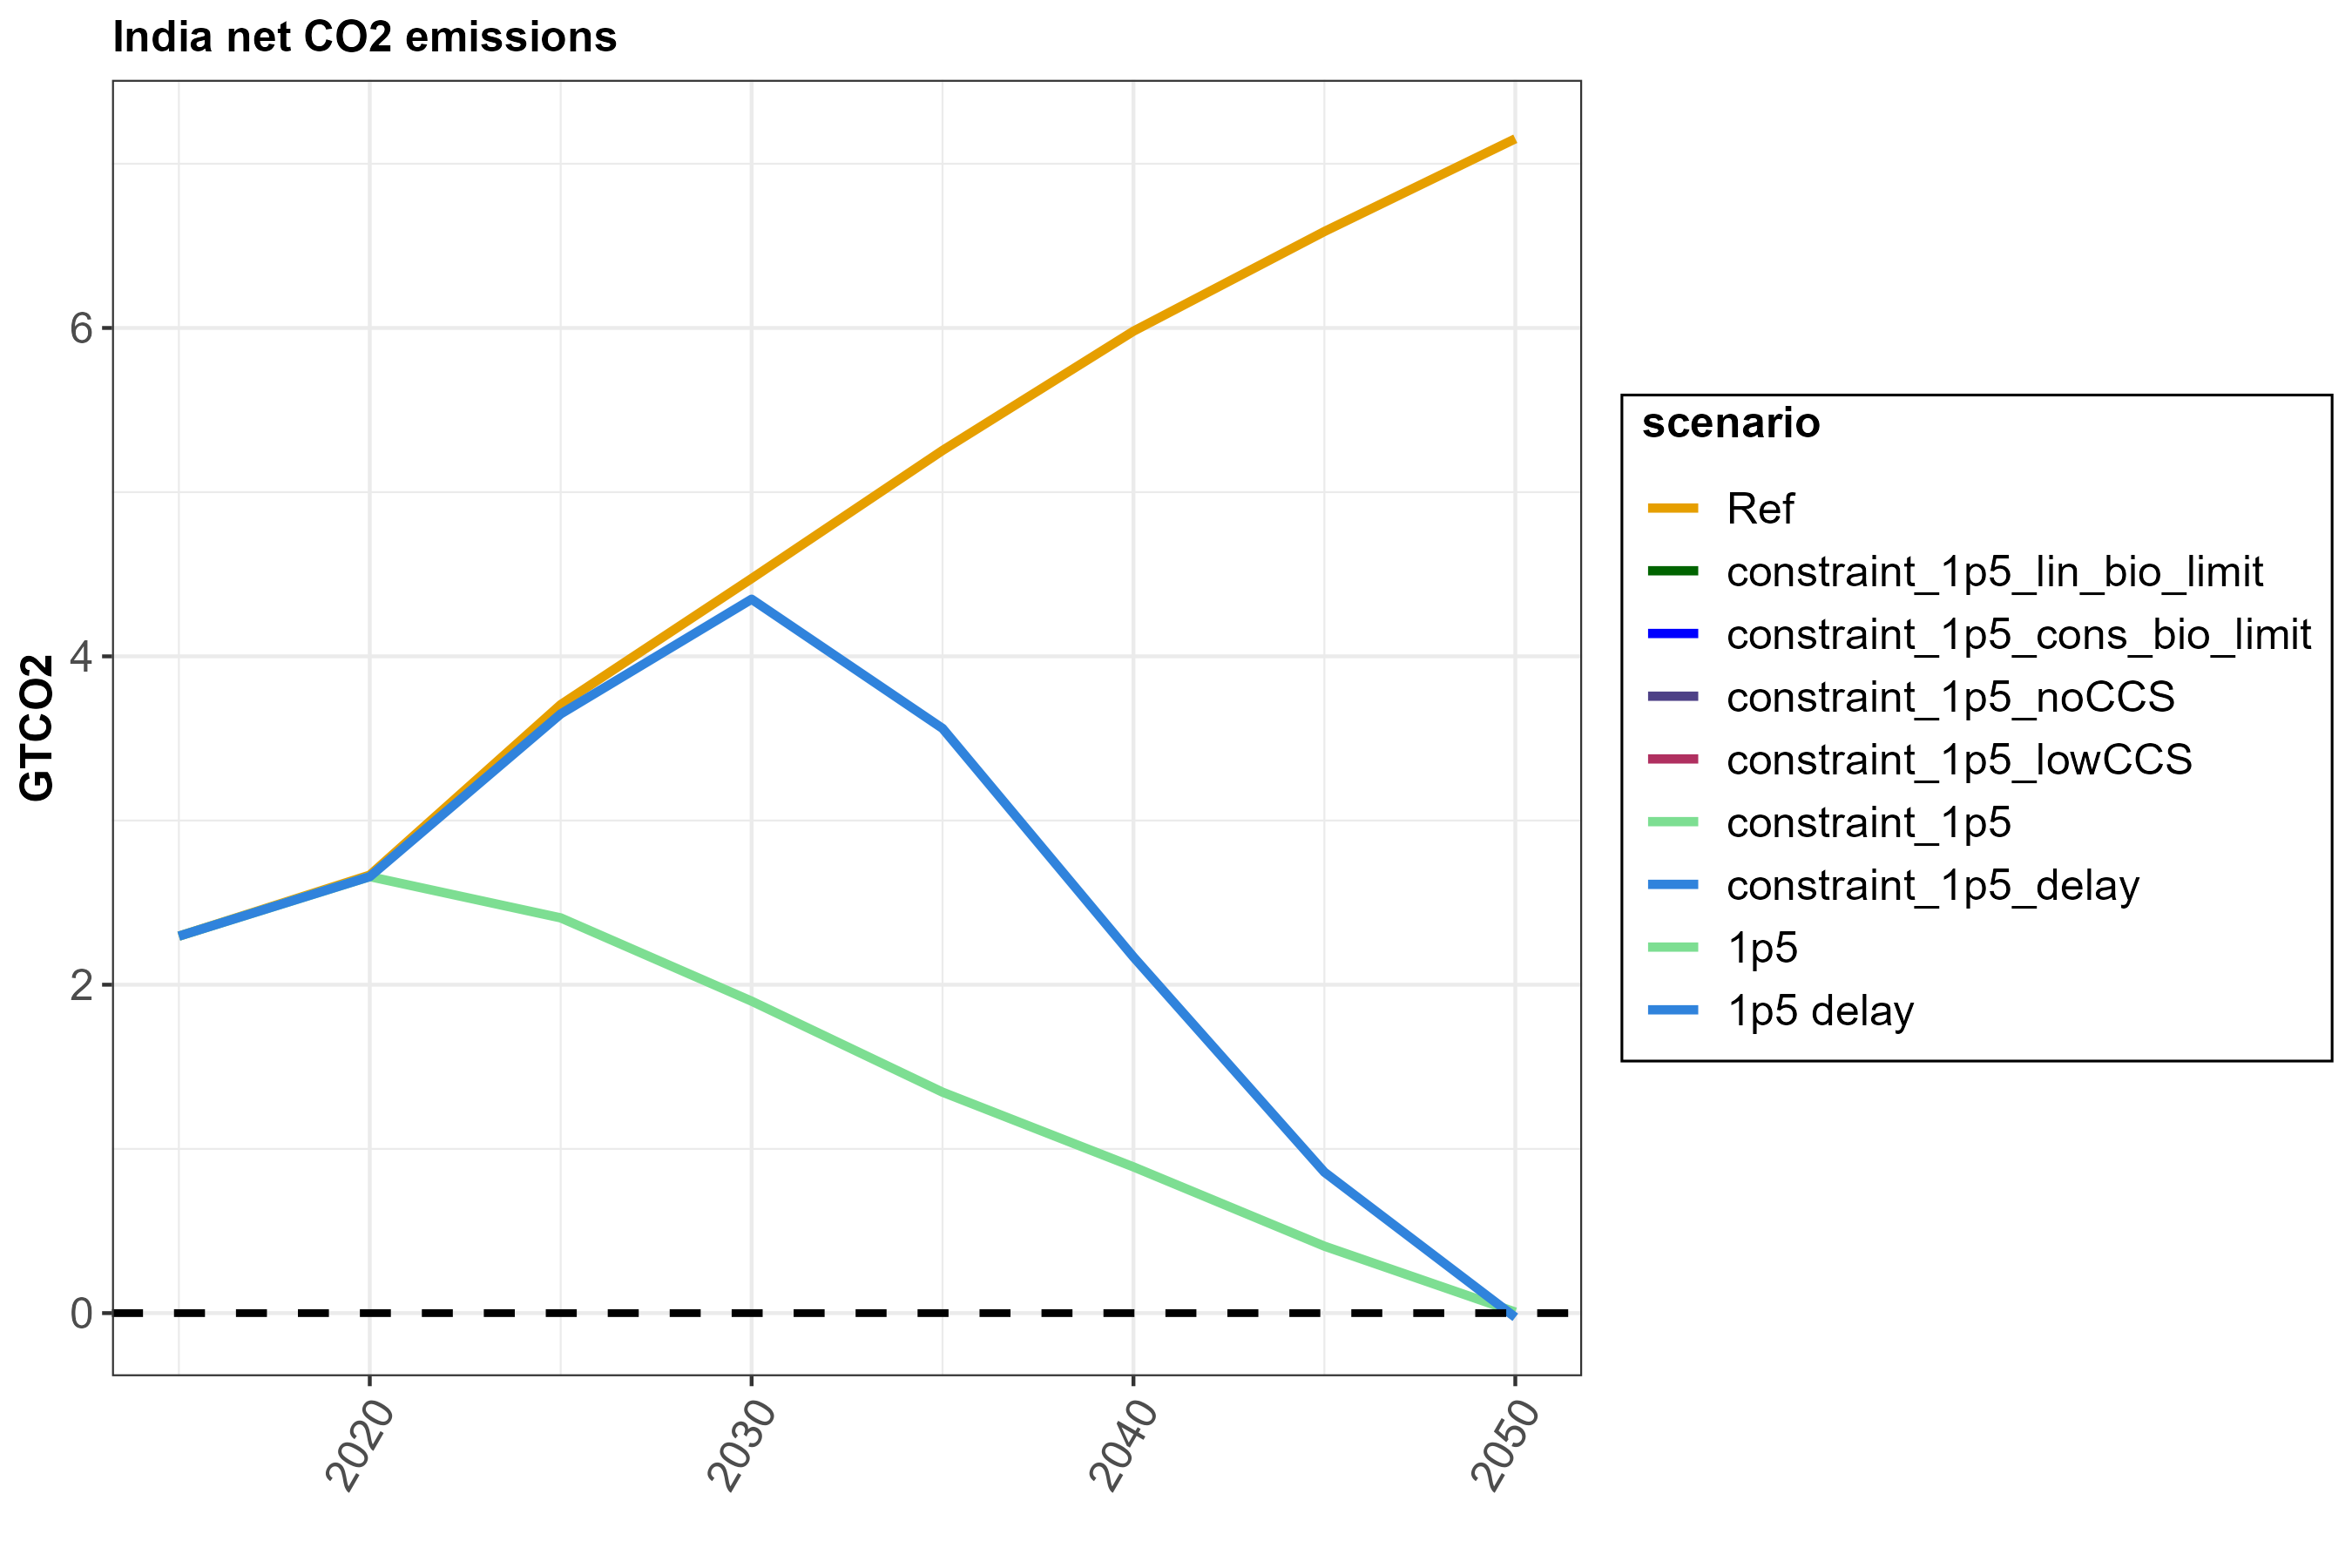 India net CO2 emissions
GTCO2
6
4
2
0
2020
2030
2040
2050
scenario
Ref
constraint_1p5_lin_bio_limit
constraint_1p5_cons_bio_limit
constraint_1p5_noCCS
constraint_1p5_lowCCS
constraint_1p5
constraint_1p5_delay
1p5
1p5 delay